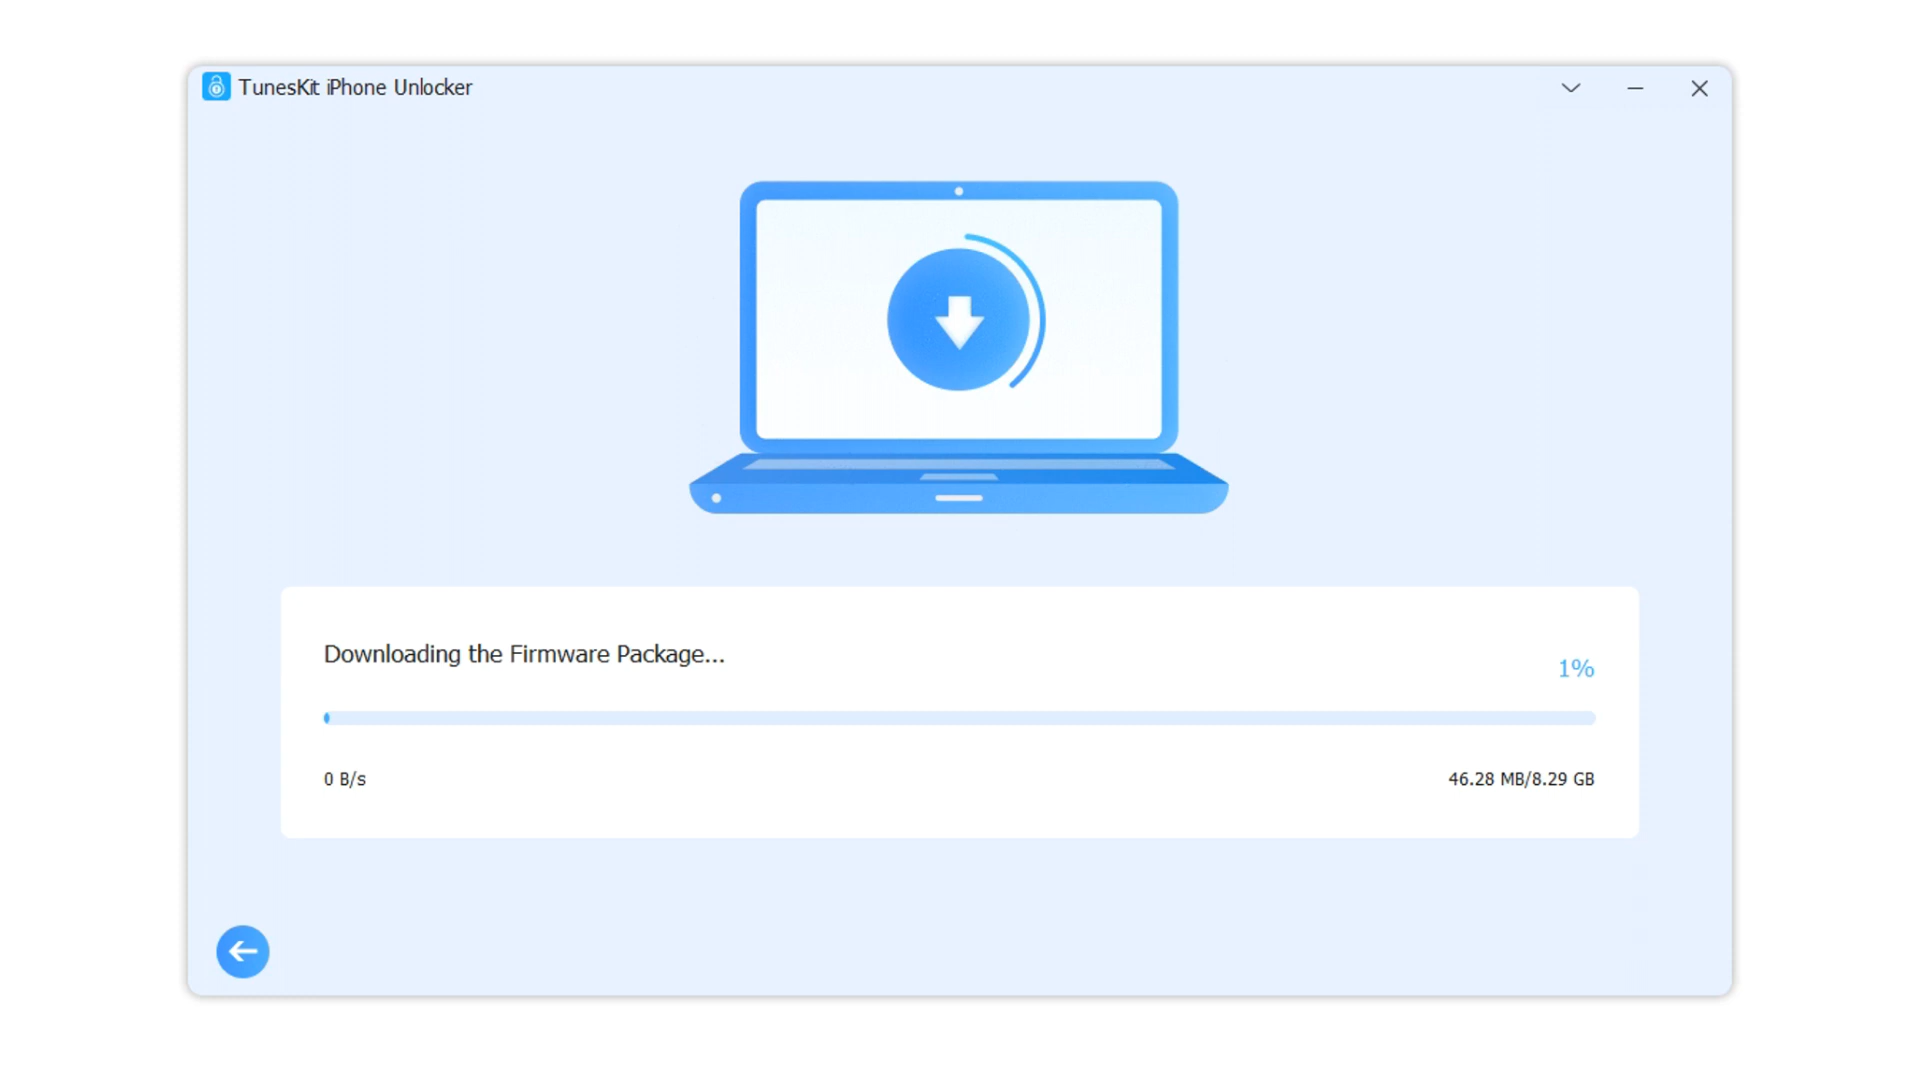 TunesKit iPhone Unlocker
Downloading the Firmware Package...
1%
0 B/s
46.28 MB/8.29 GB